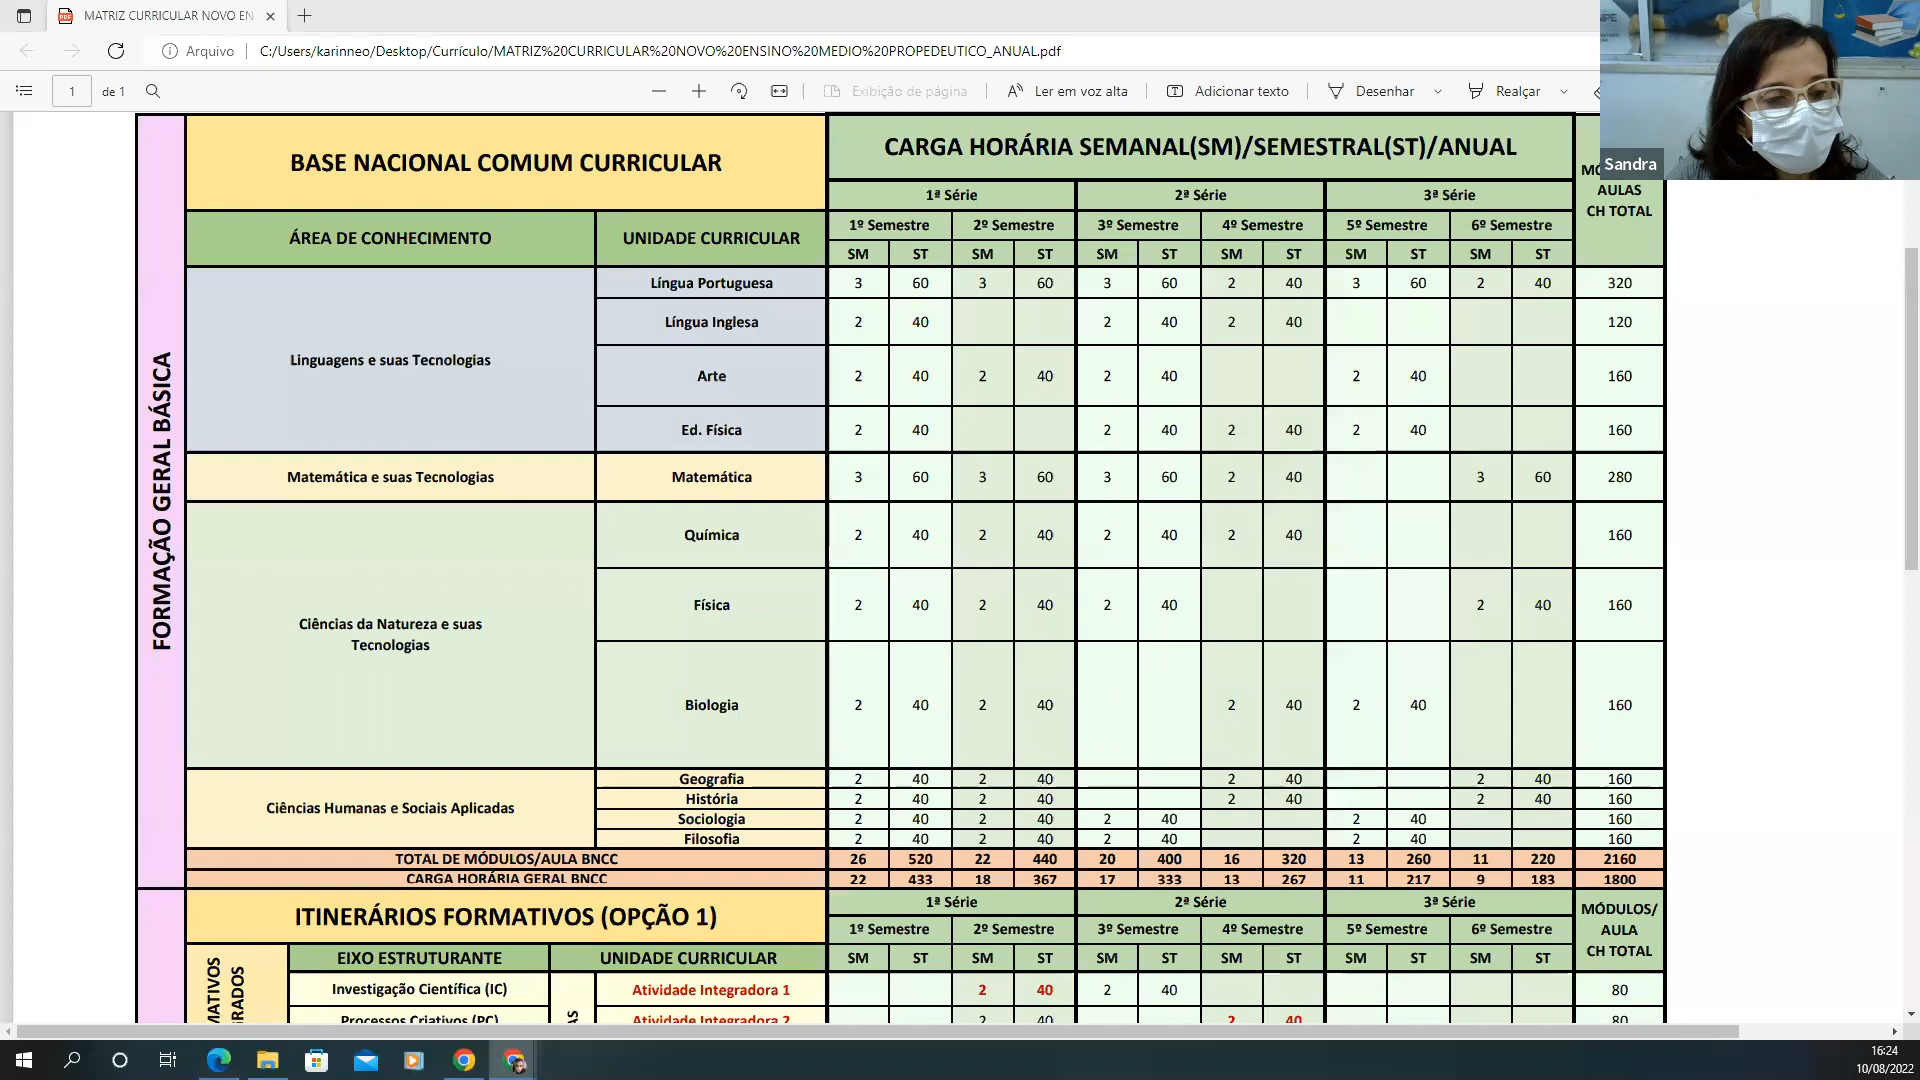 MATRIZ CURRICULAR NOVO EN
Arquivo
C:/Users/karinneo/Desktop/Currículo/MATRIZ%20CURRICULAR%20NOVO%20ENSINO%20MEDIO%20PROPEDEUTICO_ANUAL.pdf
1 de 1
Exibição de página
Ler em voz alta
Adicionar texto
Desenhar
Realçar
Sandra
FORMAÇÃO GERAL BÁSICA
BASE NACIONAL COMUM CURRICULAR
CARGA HORÁRIA SEMANAL(SM)/SEMESTRAL(ST)/ANUAL
AULAS
CH TOTAL
1ª Série 2ª Série 3ª Série
ÁREA DE CONHECIMENTO UNIDADE CURRICULAR
1º Semestre 2º Semestre 3º Semestre 4º Semestre 5º Semestre 6º Semestre
SM ST SM ST SM ST SM ST SM ST SM ST
Linguagens e suas Tecnologias
Língua Portuguesa 3 60 3 60 3 60 2 40 3 60 2 40 320
Língua Inglesa 2 40 2 40 2 40 120
Arte 2 40 2 40 2 40 2 40 160
Ed. Física 2 40 2 40 2 40 2 40 160
Matemática e suas Tecnologias Matemática 3 60 3 60 3 60 2 40 3 60 280
Ciências da Natureza e suas
Tecnologias
Química 2 40 2 40 2 40 2 40 160
Física 2 40 2 40 2 40 2 40 160
Biologia 2 40 2 40 2 40 2 40 160
Ciências Humanas e Sociais Aplicadas
Geografia 2 40 2 40 2 40 2 40 160
História 2 40 2 40 2 40 2 40 160
Sociologia 2 40 2 40 2 40 2 40 160
Filosofia 2 40 2 40 2 40 2 40 160
TOTAL DE MÓDULOS/AULA BNCC 26 520 22 440 20 400 16 320 13 260 11 220 2160
CARGA HORÁRIA GERAL BNCC 22 433 18 367 17 333 13 267 11 217 9 183 1800
ITINERÁRIOS FORMATIVOS (OPÇÃO 1)
1ª Série 2ª Série 3ª Série
MÓDULOS/
AULA
CH TOTAL
1º Semestre 2º Semestre 3º Semestre 4º Semestre 5º Semestre 6º Semestre
EIXO ESTRUTURANTE UNIDADE CURRICULAR SM ST SM ST SM ST SM ST SM ST SM ST
Investigação Científica (IC) Atividade Integradora 1 2 40 2 40 80
Processos Criativos (PC) Atividade Integradora 2 2 40 2 40 80
16:24
10/08/2022